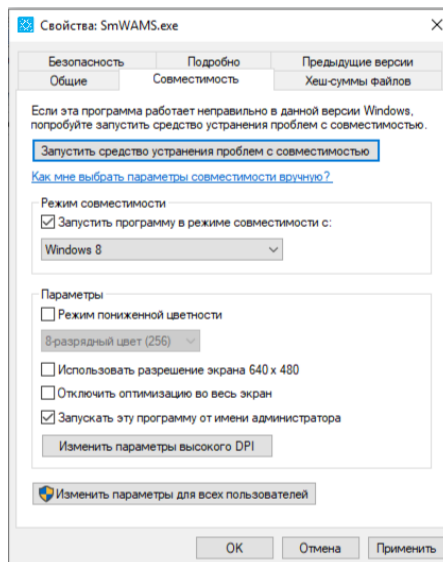 Свойства: SmWAMS.exe
Безопасность
Подробно
Предыдущие версии
Общие
Совместимость
Хеш-суммы файлов
Если эта программа работает неправильно в данной версии Windows,
попробуйте запустить средство устранения проблем с совместимостью.
Запустить средство устранения проблем с совместимостью
Как мне выбрать параметры совместимости вручную?
Режим совместимости
Запустить программу в режиме совместимости с:
Windows 8
Параметры
Режим пониженной цветности
8-разрядный цвет (256)
Использовать разрешение экрана 640 x 480
Отключить оптимизацию во весь экран
Запускать эту программу от имени администратора
Изменить параметры высокого DPI
Изменить параметры для всех пользователей
ОК
Отмена
Применить